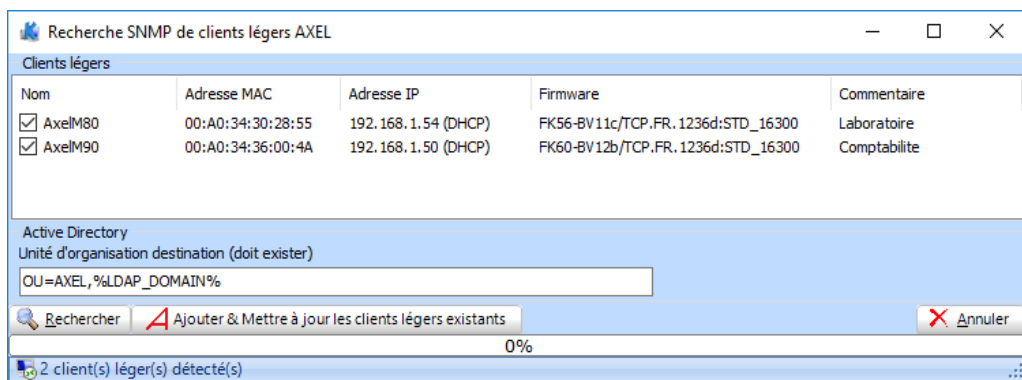 Recherche SNMP de clients légers AXEL
Clients légers
Nom Adresse MAC Adresse IP Firmware Commentaire
AxelM80 00:A0:34:30:28:55 192.168.1.54 (DHCP) FK56-BV11c/TCP.FR.1236d:STD_16300 Laboratoire
AxelM90 00:A0:34:36:00:4A 192.168.1.50 (DHCP) FK60-BV12b/TCP.FR.1236d:STD_16300 Comptabilite
Active Directory
Unité d'organisation destination (doit exister)
OU=AXEL,%LDAP_DOMAIN%
Rechercher Ajouter & Mettre à jour les clients légers existants Annuler
0%
2 client(s) léger(s) détecté(s)